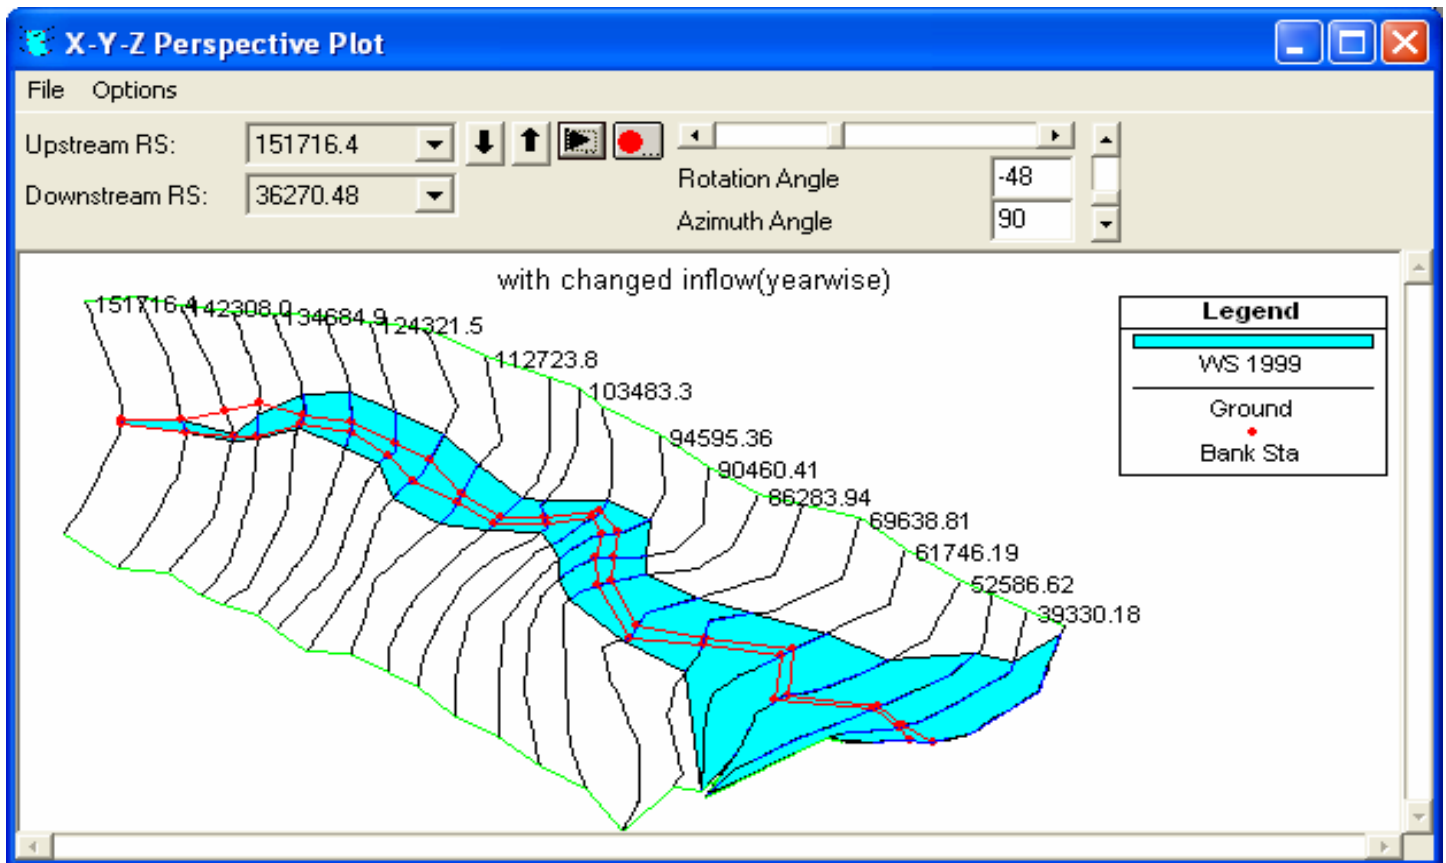 X-Y-Z Perspective Plot
File Options
Upstream RS: 151716.4
Downstream RS: 36270.48
Rotation Angle -48
Azimuth Angle 90
with changed inflow(yearwise)
151716.4
142308.0
134684.9
124321.5
112723.8
103483.3
94595.36
90460.41
86283.94
69638.81
61746.19
52586.62
39330.18
Legend
WS 1999
Ground
Bank Sta